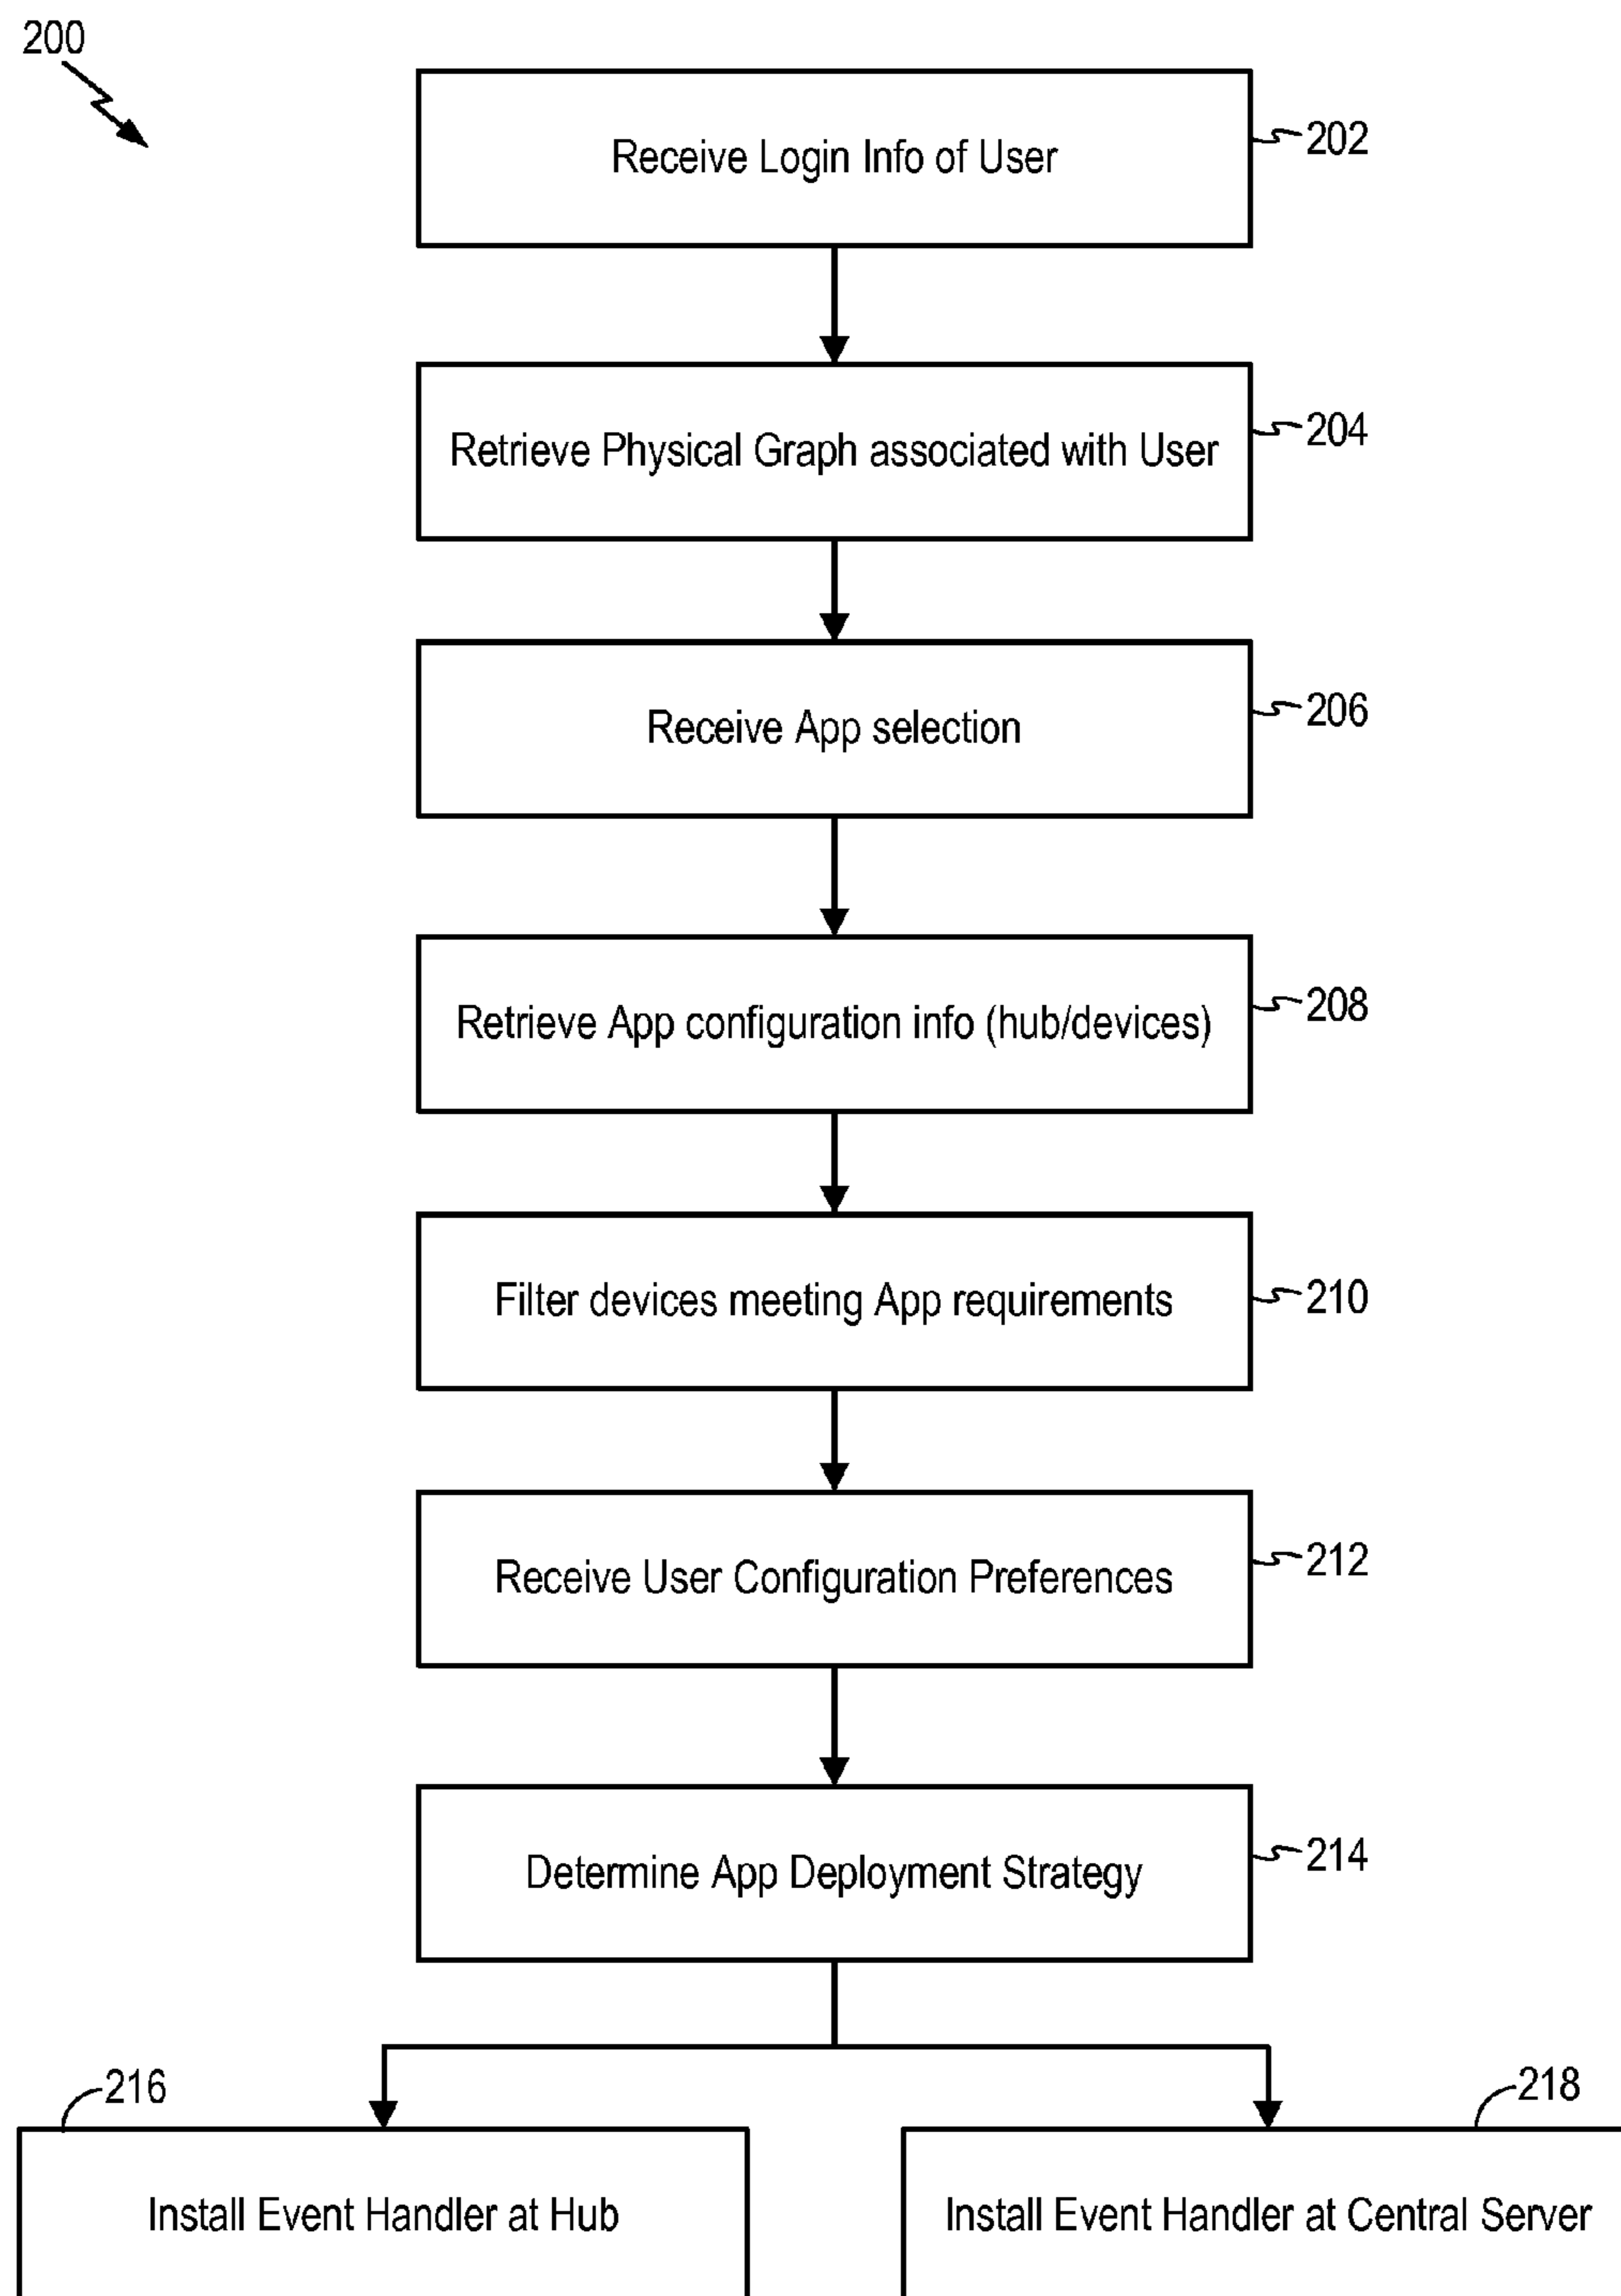 200
Receive Login Info of User
202
Retrieve Physical Graph associated with User
204
Receive App selection
206
Retrieve App configuration info (hub/devices)
208
Filter devices meeting App requirements
210
Receive User Configuration Preferences
212
Determine App Deployment Strategy
214
216
Install Event Handler at Hub
218
Install Event Handler at Central Server